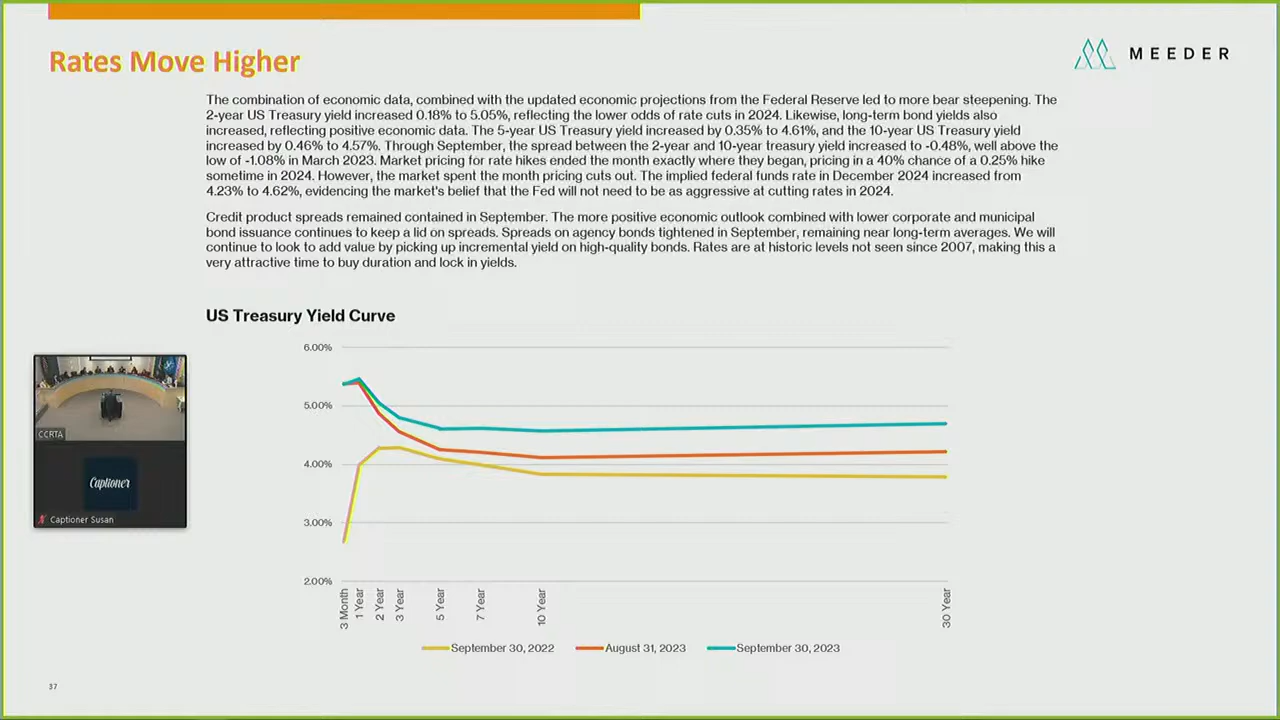 Rates Move Higher
MEEDER
The combination of economic data, combined with the updated economic projections from the Federal Reserve led to more bear steepening. The
2-year US Treasury yield increased 0.18% to 5.05%, reflecting the lower odds of rate cuts in 2024. Likewise, long-term bond yields also
increased, reflecting positive economic data. The 5-year US Treasury yield increased by 0.35% to 4.61%, and the 10-year US Treasury yield
increased by 0.46% to 4.57%. Through September, the spread between the 2-year and 10-year treasury yield increased to -0.48%, well above the
low of -1.08% in March 2023. Market pricing for rate hikes ended the month exactly where they began, pricing in a 40% chance of a 0.25% hike
sometime in 2024. However, the market spent the month pricing cuts out. The implied federal funds rate in December 2024 increased from
4.23% to 4.62%, evidencing the market's belief that the Fed will not need to be as aggressive at cutting rates in 2024.
Credit product spreads remained contained in September. The more positive economic outlook combined with lower corporate and municipal
bond issuance continues to keep a lid on spreads. Spreads on agency bonds tightened in September, remaining near long-term averages. We will
continue to look to add value by picking up incremental yield on high-quality bonds. Rates are at historic levels not seen since 2007, making this a
very attractive time to buy duration and lock in yields.
US Treasury Yield Curve
6.00%
5.00%
4.00%
3.00%
2.00%
3 Month
1 Year
2 Year
3 Year
5 Year
7 Year
10 Year
30 Year
September 30, 2022
August 31, 2023
September 30, 2023
CCRTA
Captioner
Captioner Susan
37